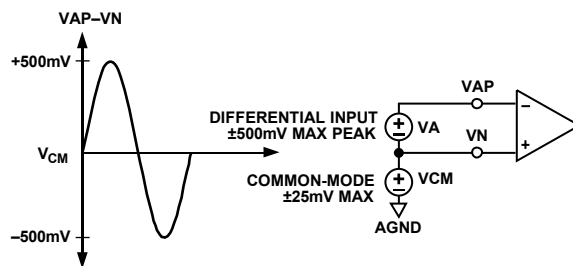 VAP–VN
+500mV
VCM
–500mV
DIFFERENTIAL INPUT
±500mV MAX PEAK
COMMON-MODE
±25mV MAX
VA
VCM
AGND
VAP
VN
+
–
+
–
–
+